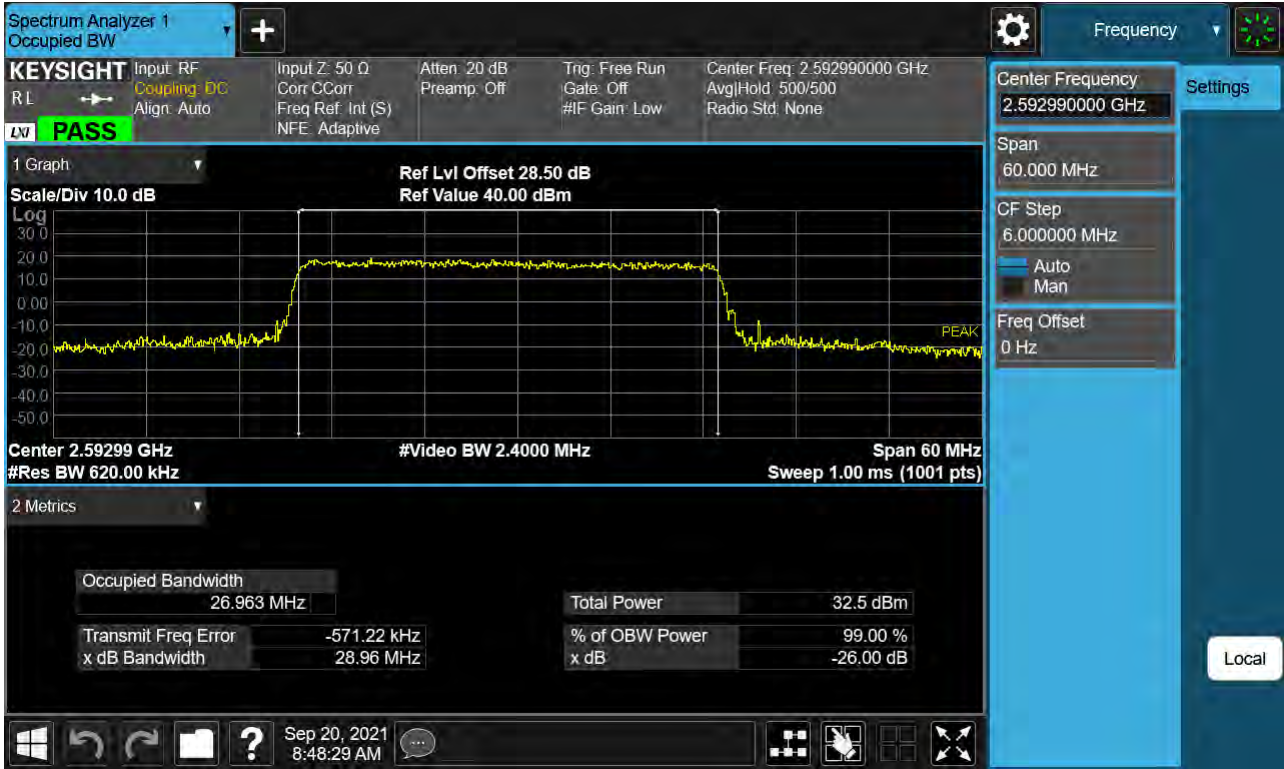 Spectrum Analyzer 1
Occupied BW
Frequency
KEYSIGHT
R L
LXI PASS
Input: RF
Coupling: DC
Align: Auto
Input Z: 50 Ω
Corr CCorr
Freq Ref: Int (S)
NFE: Adaptive
Atten: 20 dB
Preamp: Off
Trig: Free Run
Gate: Off
#IF Gain: Low
Center Freq: 2.592990000 GHz
Avg|Hold: 500/500
Radio Std: None
1 Graph
Scale/Div 10.0 dB
Ref Lvl Offset 28.50 dB
Ref Value 40.00 dBm
Log
30.0
20.0
10.0
0.00
-10.0
-20.0
-30.0
-40.0
-50.0
PEAK
Center 2.59299 GHz
#Video BW 2.4000 MHz
Span 60 MHz
#Res BW 620.00 kHz
Sweep 1.00 ms (1001 pts)
2 Metrics
Occupied Bandwidth
26.963 MHz
Total Power 32.5 dBm
Transmit Freq Error -571.22 kHz
% of OBW Power 99.00 %
x dB Bandwidth 28.96 MHz
x dB -26.00 dB
Center Frequency
2.592990000 GHz
Settings
Span
60.000 MHz
CF Step
6.000000 MHz
Auto
Man
Freq Offset
0 Hz
Local
?
Sep 20, 2021
8:48:29 AM